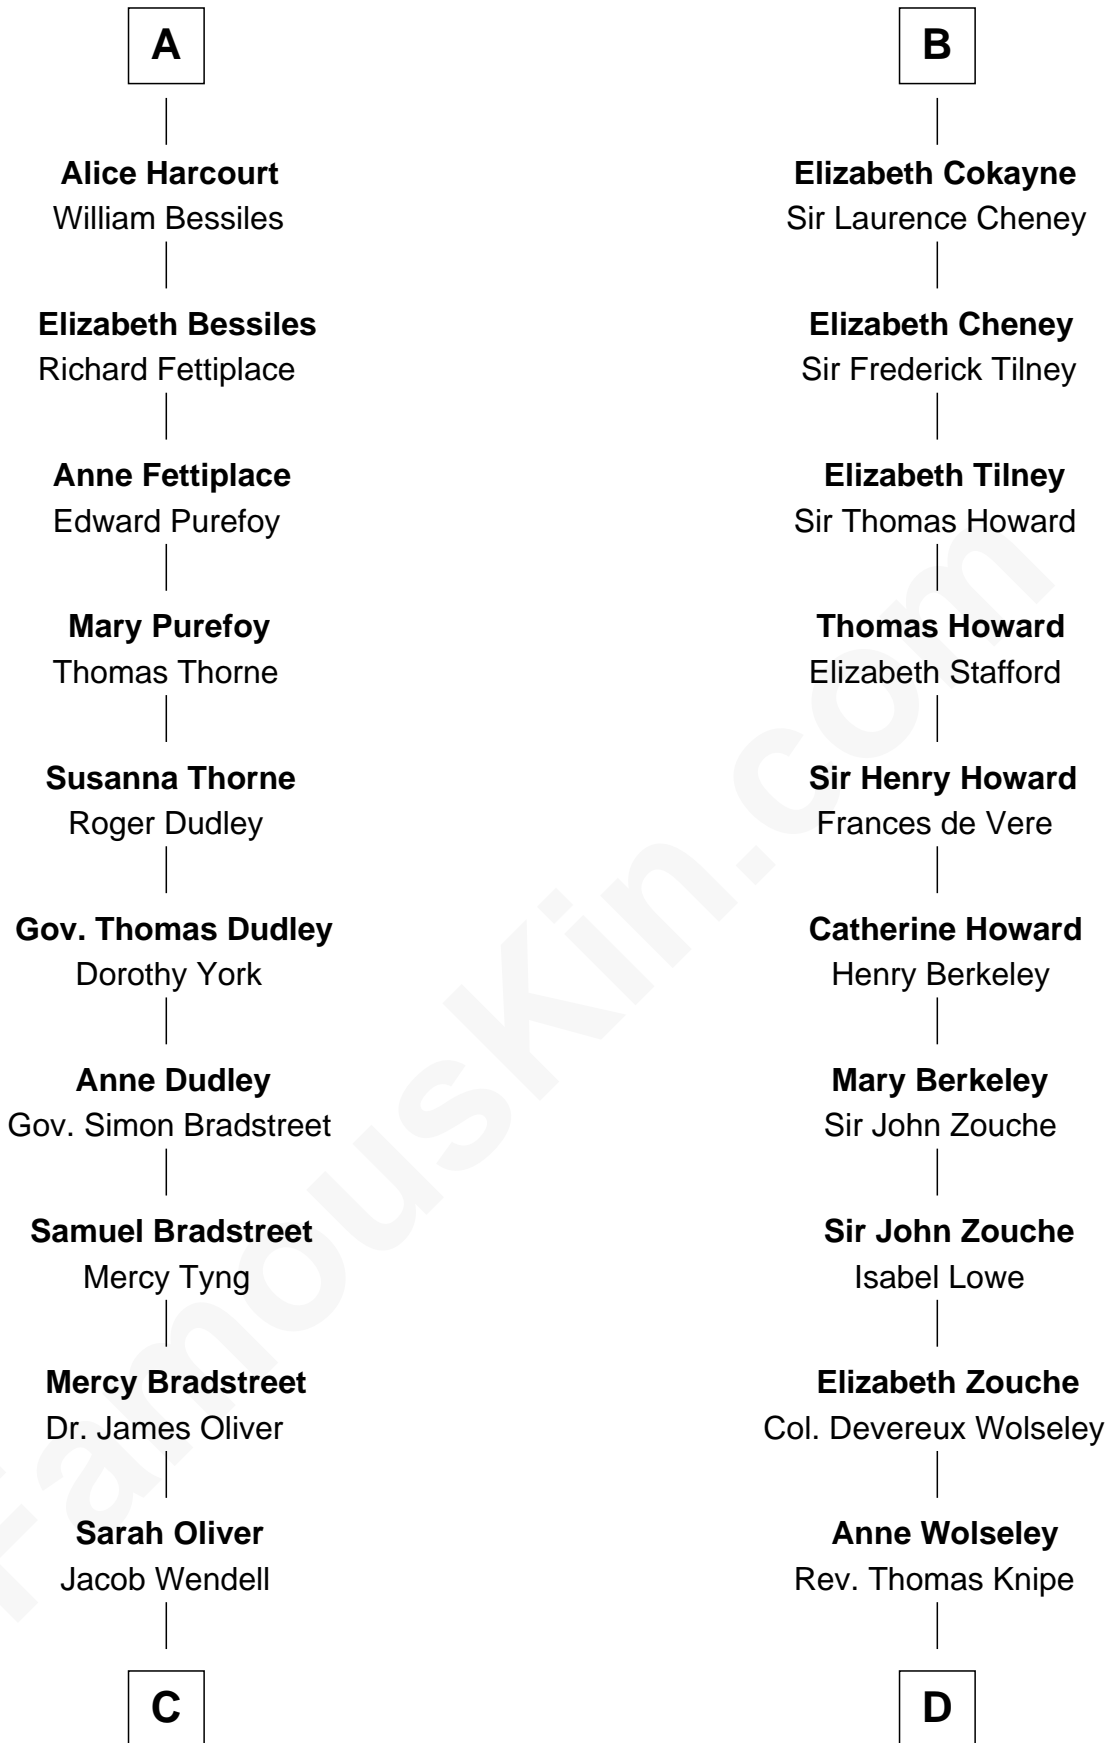 A
Alice Harcourt
William Bessiles
Elizabeth Bessiles
Richard Fettiplace
Anne Fettiplace
Edward Purefoy
Mary Purefoy
Thomas Thorne
Susanna Thorne
Roger Dudley
Gov. Thomas Dudley
Dorothy York
Anne Dudley
Gov. Simon Bradstreet
Samuel Bradstreet
Mercy Tyng
Mercy Bradstreet
Dr. James Oliver
Sarah Oliver
Jacob Wendell
C
B
Elizabeth Cokayne
Sir Laurence Cheney
Elizabeth Cheney
Sir Frederick Tilney
Elizabeth Tilney
Sir Thomas Howard
Thomas Howard
Elizabeth Stafford
Sir Henry Howard
Frances de Vere
Catherine Howard
Henry Berkeley
Mary Berkeley
Sir John Zouche
Sir John Zouche
Isabel Lowe
Elizabeth Zouche
Col. Devereux Wolseley
Anne Wolseley
Rev. Thomas Knipe
D
FamousKin.com